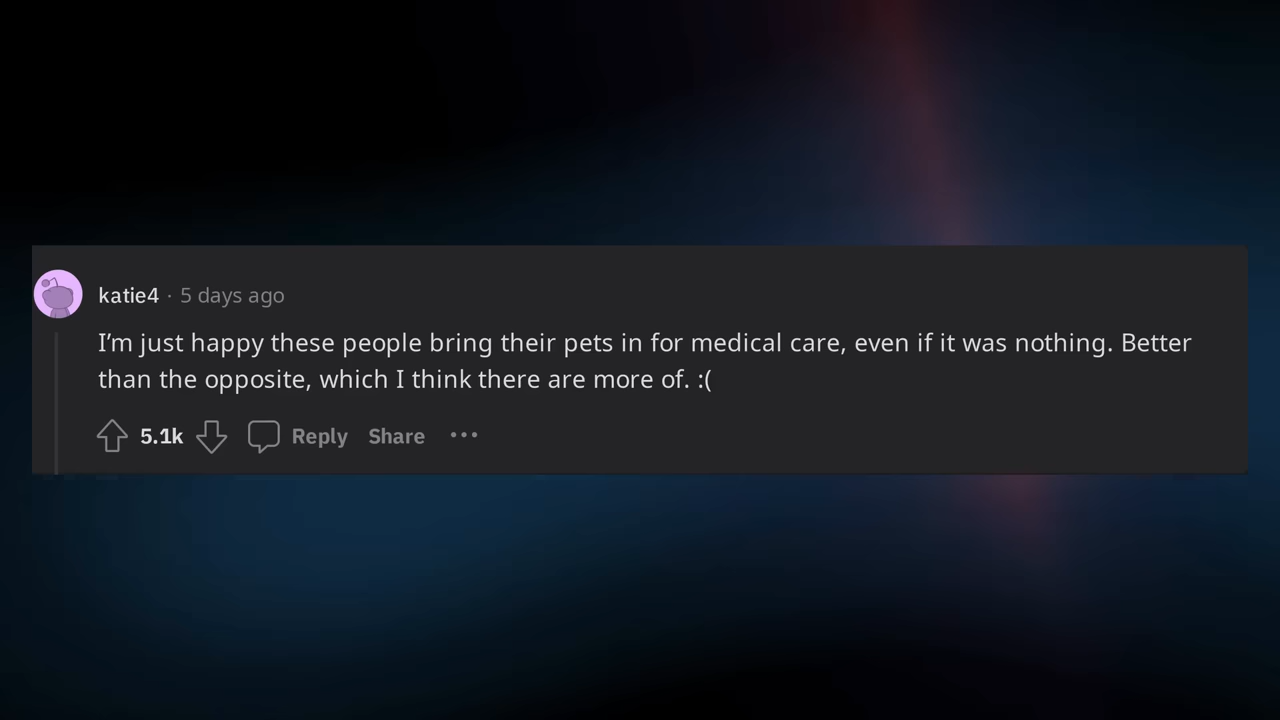 katie4 · 5 days ago
I’m just happy these people bring their pets in for medical care, even if it was nothing. Better
than the opposite, which I think there are more of. :(
5.1k Reply Share ···